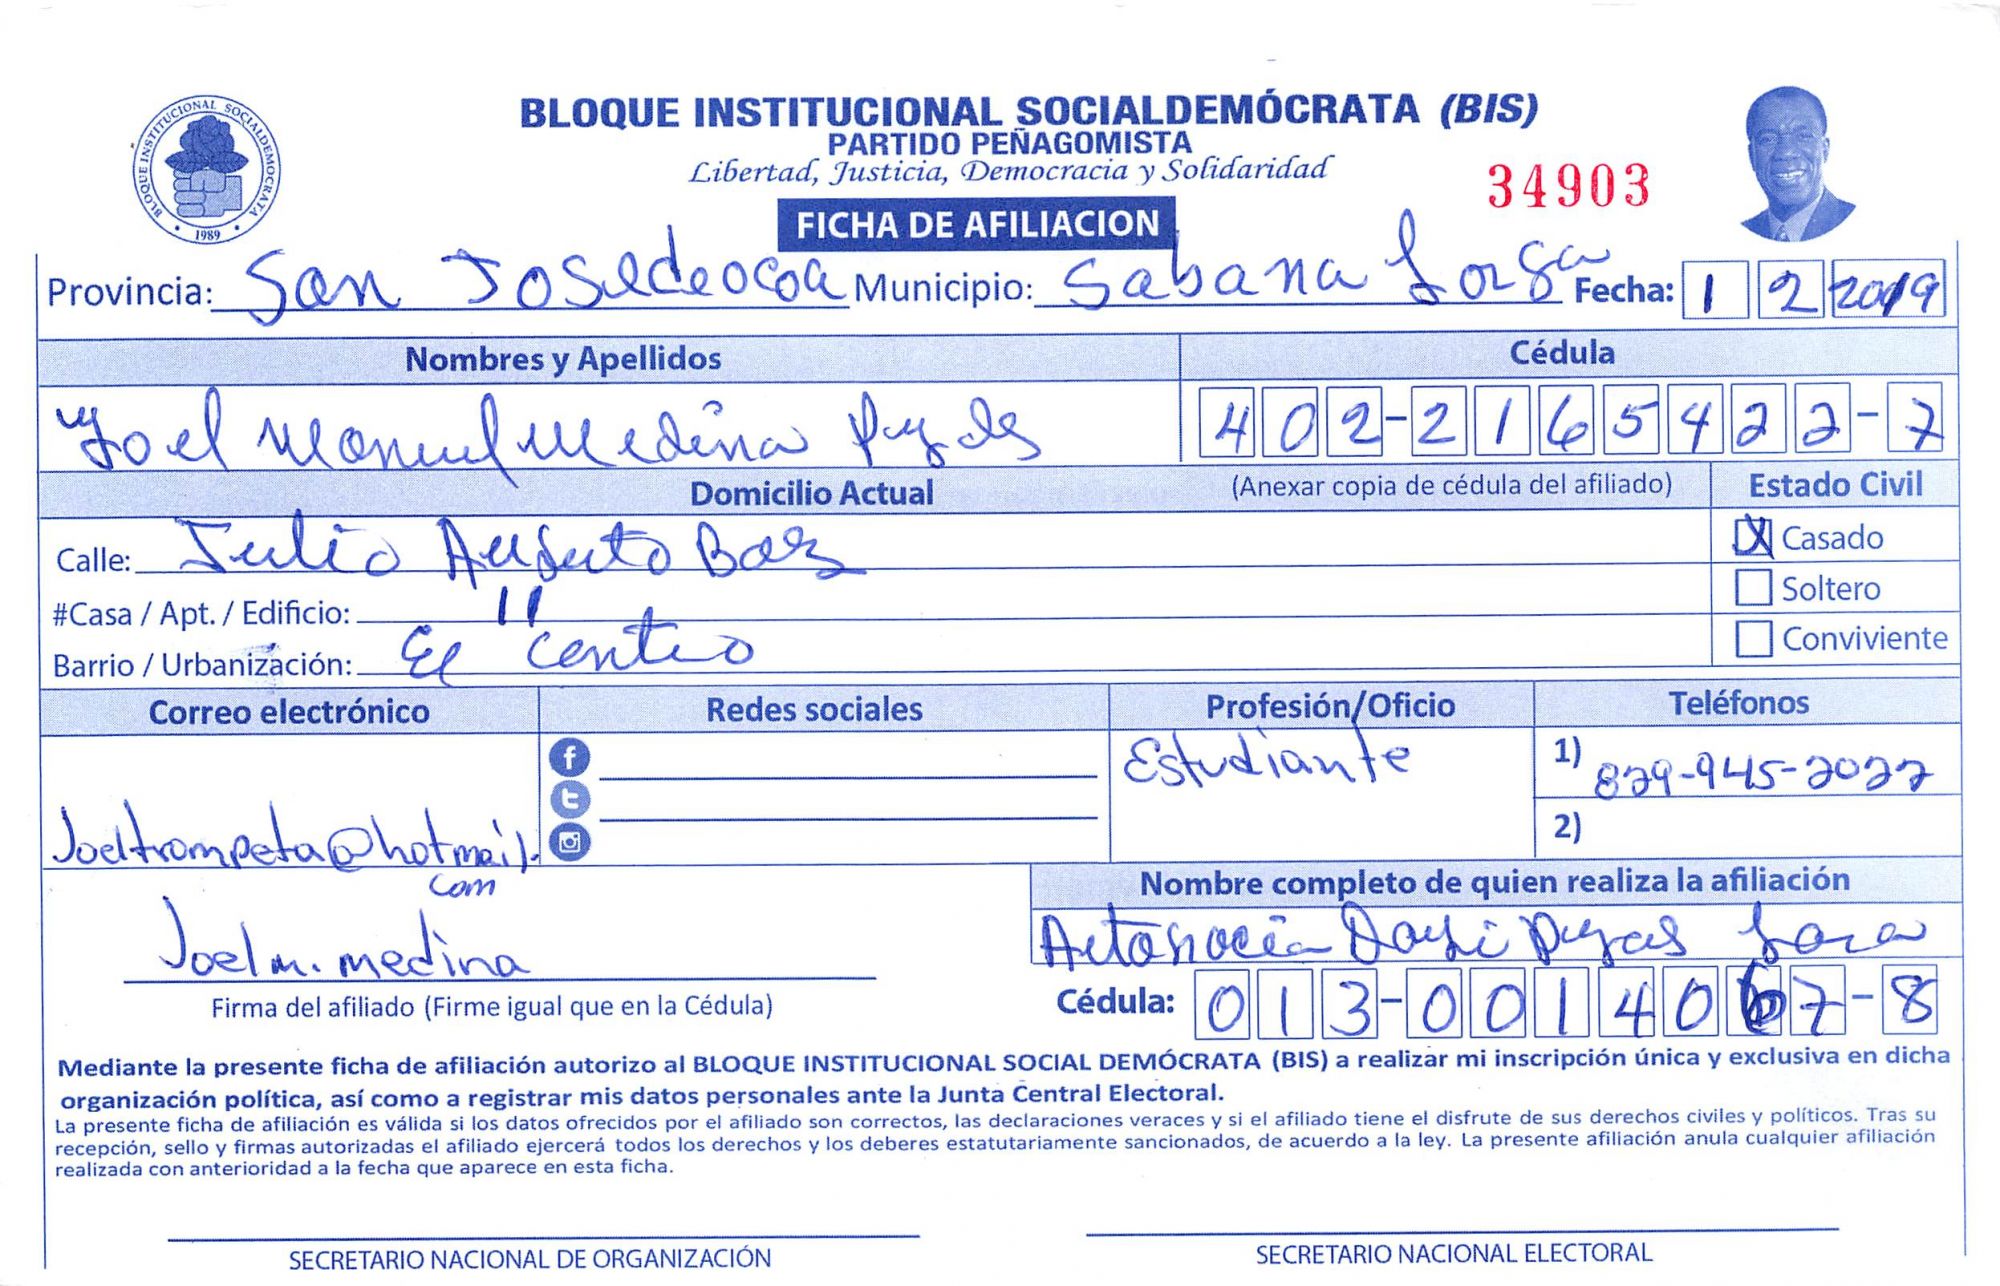 BLOQUE INSTITUCIONAL SOCIALDEMOCRATA
1989
BLOQUE INSTITUCIONAL SOCIALDEMÓCRATA (BIS)
PARTIDO PEÑAGOMISTA
Libertad, Justicia, Democracia y Solidaridad
34903
FICHA DE AFILIACION
Provincia: San Josedeocoa Municipio: Sabana Larga Fecha: 1 2 2019
Nombres y Apellidos Cédula
Joel Manuel Medina 402-2165422-7
Domicilio Actual (Anexar copia de cédula del afiliado) Estado Civil
Calle: Julio Augusto Baez X Casado
#Casa / Apt. / Edificio: 11 Soltero
Barrio / Urbanización: El Centro Conviviente
Correo electrónico Redes sociales Profesión/Oficio Teléfonos
Estudiante 1) 829-945-2027
2)
Joeltrompeta@hotmail.
com
Nombre completo de quien realiza la afiliación
Joel m. medina
Firma del afiliado (Firme igual que en la Cédula) Cédula: 013-0014067-8
Mediante la presente ficha de afiliación autorizo al BLOQUE INSTITUCIONAL SOCIAL DEMÓCRATA (BIS) a realizar mi inscripción única y exclusiva en dicha
organización política, así como a registrar mis datos personales ante la Junta Central Electoral.
La presente ficha de afiliación es válida si los datos ofrecidos por el afiliado son correctos, las declaraciones veraces y si el afiliado tiene el disfrute de sus derechos civiles y políticos. Tras su
recepción, sello y firmas autorizadas el afiliado ejercerá todos los derechos y los deberes estatutariamente sancionados, de acuerdo a la ley. La presente afiliación anula cualquier afiliación
realizada con anterioridad a la fecha que aparece en esta ficha.
SECRETARIO NACIONAL DE ORGANIZACIÓN SECRETARIO NACIONAL ELECTORAL